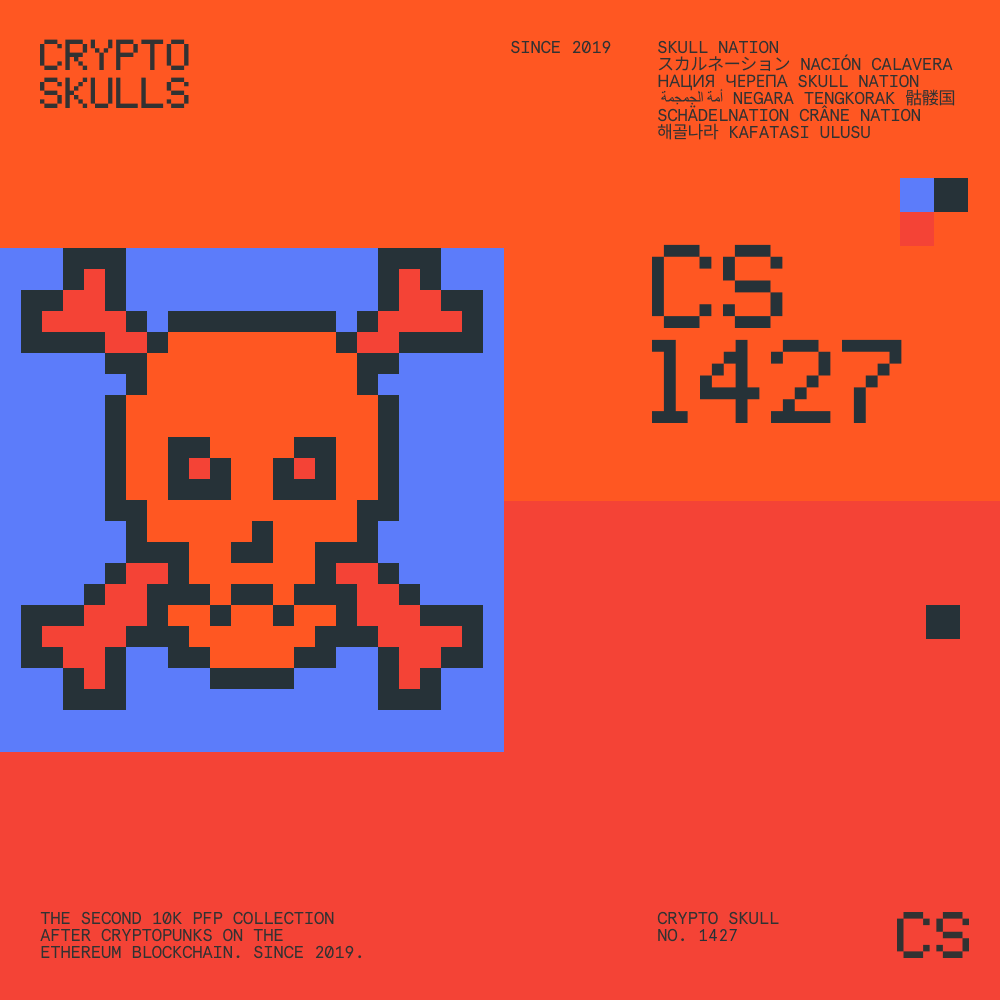 CRYPTO
SKULLS
SINCE 2019
SKULL NATION
スカルネーション NACIÓN CALAVERA
НАЦИЯ ЧЕРЕПА SKULL NATION
أمة الجمجمة NEGARA TENGKORAK 骷髅国
SCHÄDELNATION CRÂNE NATION
해골나라 KAFATASI ULUSU
CS
1427
THE SECOND 10K PFP COLLECTION
AFTER CRYPTOPUNKS ON THE
ETHEREUM BLOCKCHAIN. SINCE 2019.
CRYPTO SKULL
NO. 1427
CS